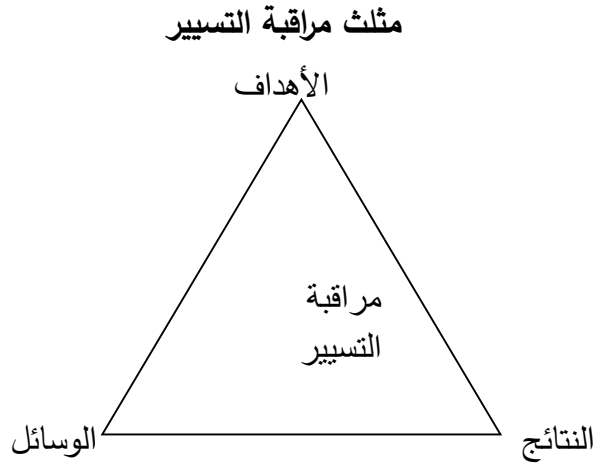 مثلث مراقبة التسيير
الأهداف
مراقبة
التسيير
النتائج
الوسائل